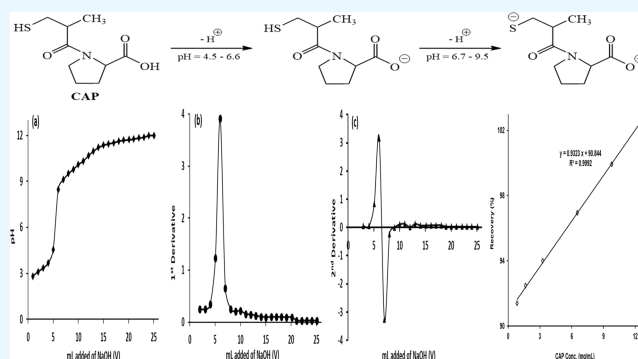 HS
CH₃
N
O
O
OH
CAP
- H⊕
pH = 4.5 - 6.6
HS
CH₃
N
O
O
O⊖
- H⊕
pH = 6.7 - 9.5
⊖
S
CH₃
N
O
O
O⊖
(a)
12
9
6
3
0
pH
0 5 10 15 20 25
mL added of NaOH (V)
(b)
4
3
2
1
0
1st Derivative
0 5 10 15 20 25
mL added of NaOH (V)
(c)
4
3
2
1
0
-1
-2
-3
-4
2nd Derivative
0 5 10 15 20 25
mL added of NaOH (V)
102
98
94
90
Recovery (%)
y = 0.9323 x + 90.844
R² = 0.9992
0 3 6 9 12
CAP Conc. (mg/mL)